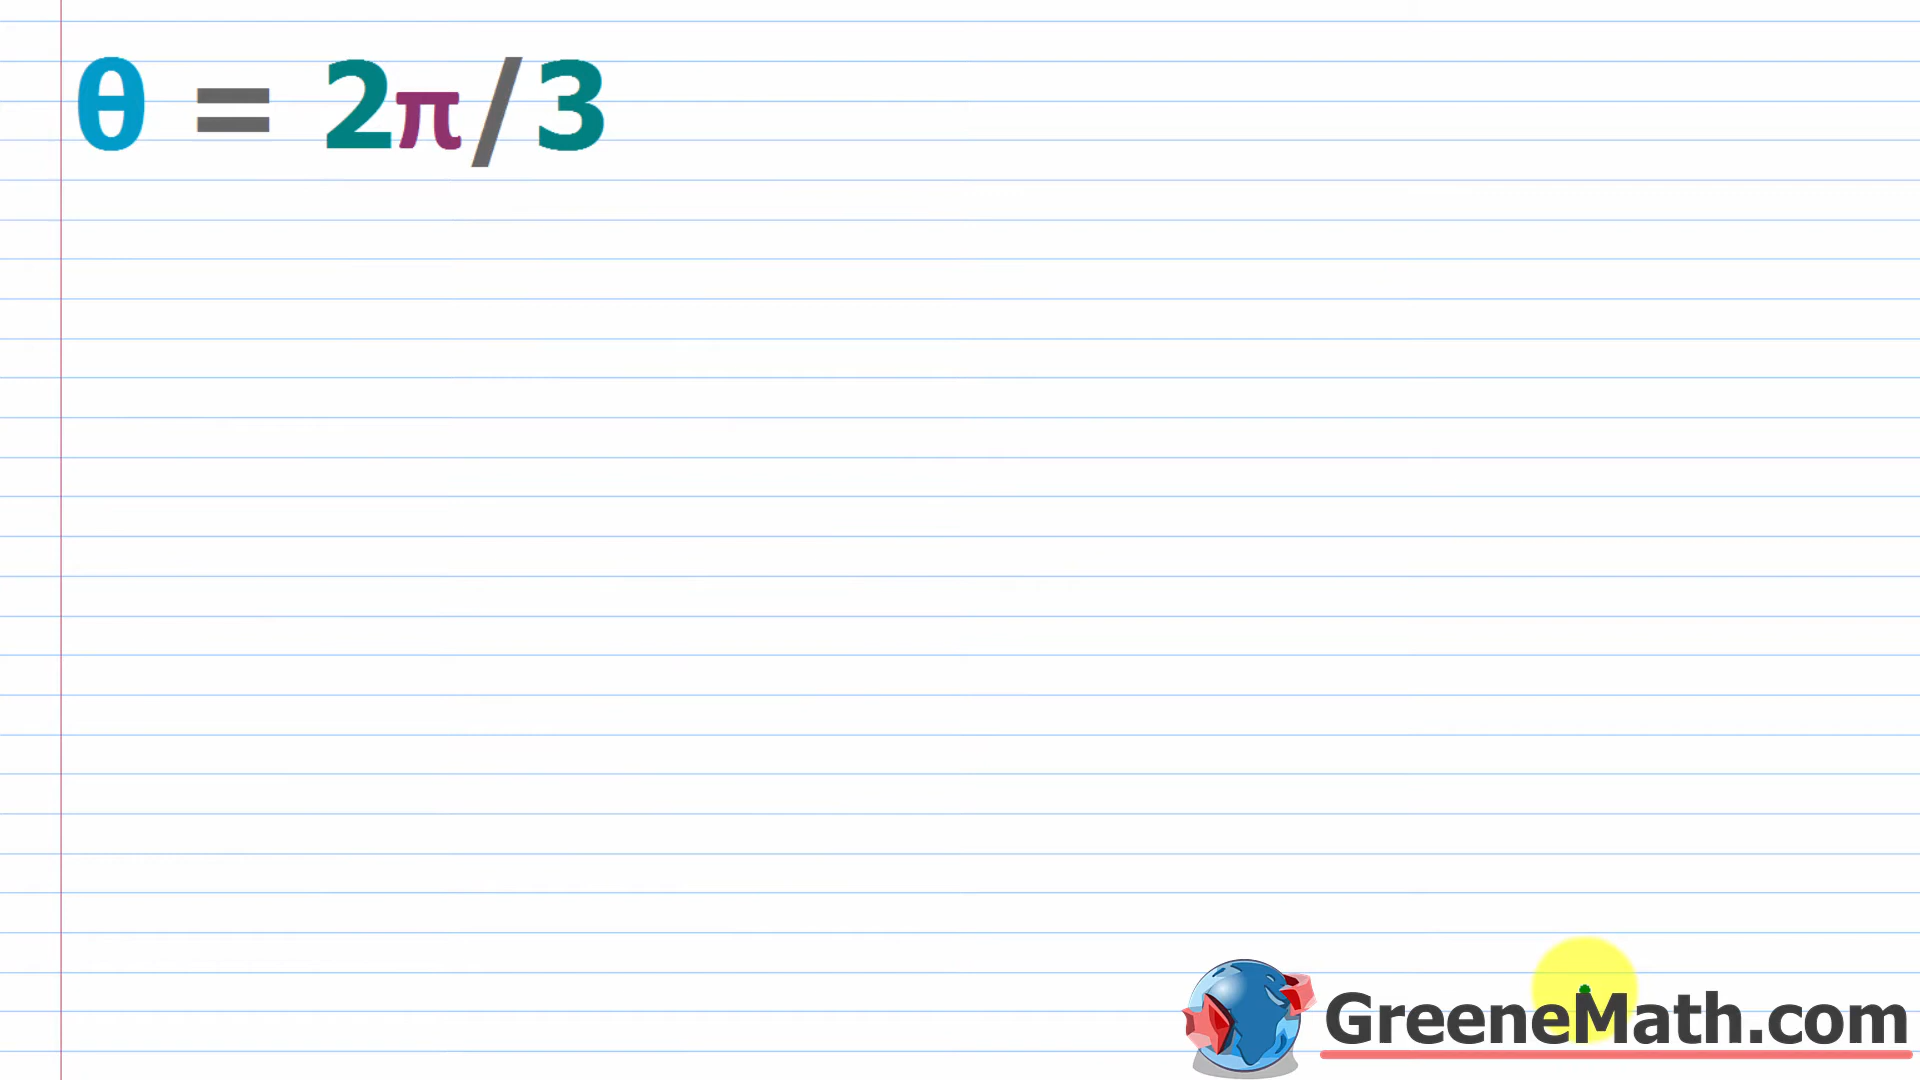 θ = 2π/3
GreeneMath.com